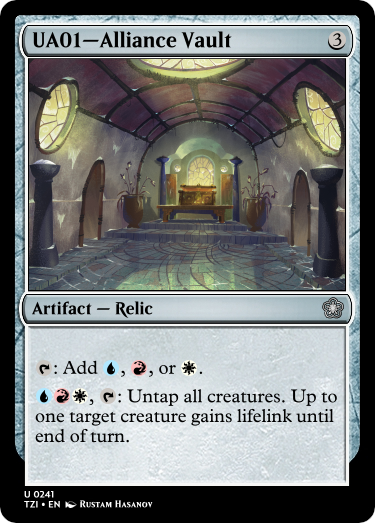 UA01—Alliance Vault 3
Artifact — Relic
: Add , , or .
, : Untap all creatures. Up to
one target creature gains lifelink until
end of turn.
U 0241
TZI • EN Rustam Hasanov